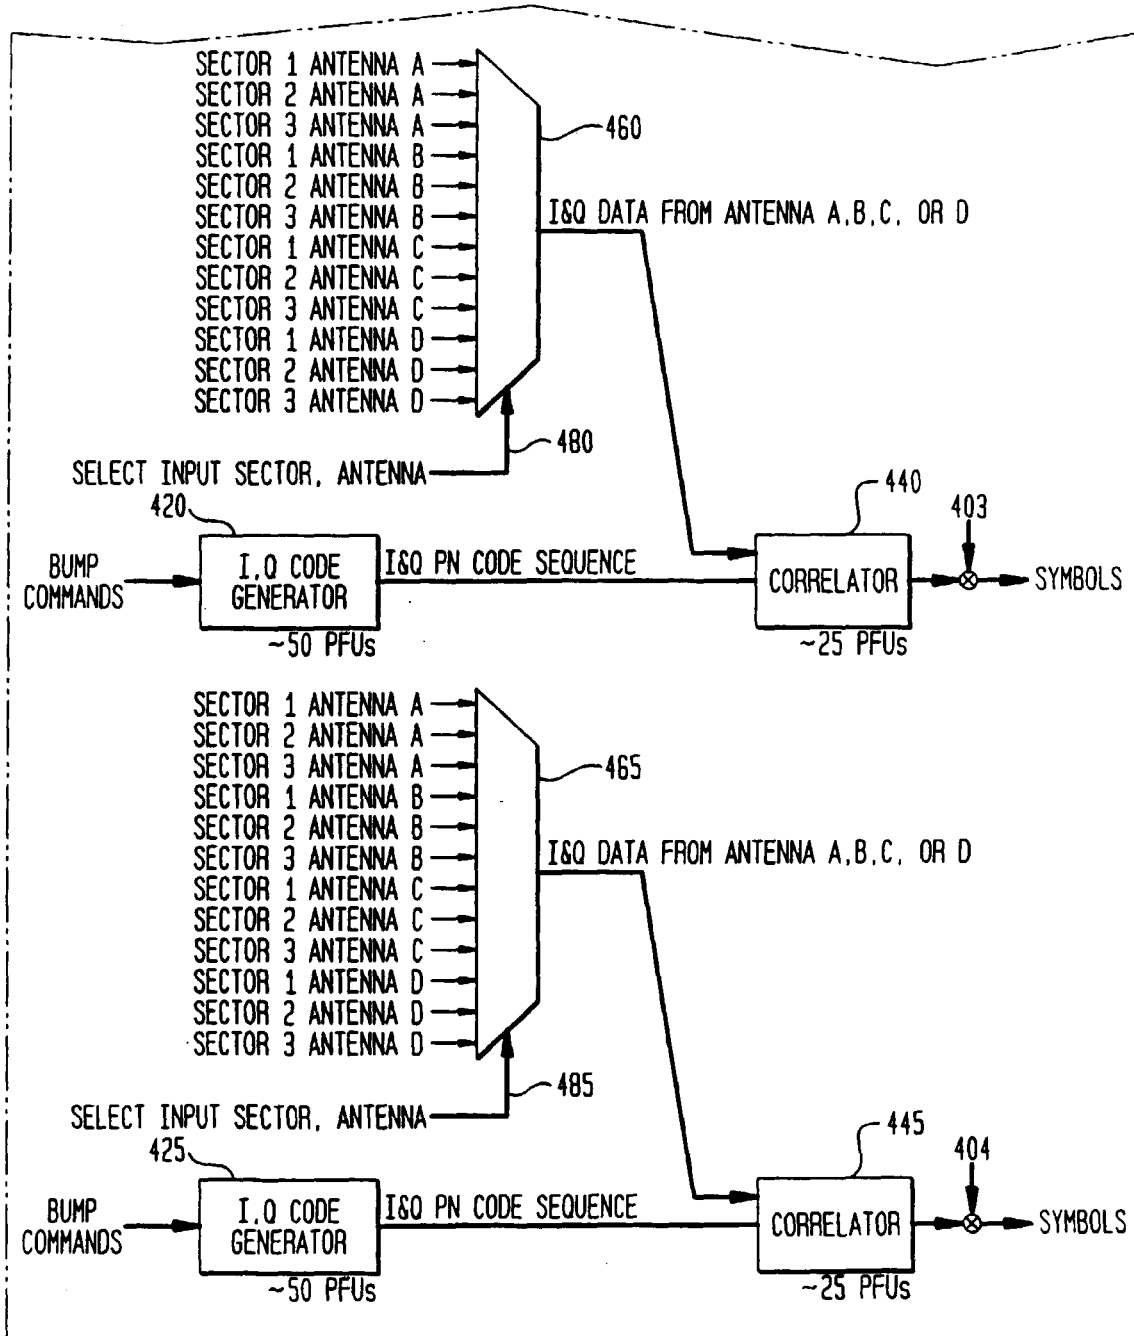 SECTOR 1 ANTENNA A
SECTOR 2 ANTENNA A
SECTOR 3 ANTENNA A
SECTOR 1 ANTENNA B
SECTOR 2 ANTENNA B
SECTOR 3 ANTENNA B
SECTOR 1 ANTENNA C
SECTOR 2 ANTENNA C
SECTOR 3 ANTENNA C
SECTOR 1 ANTENNA D
SECTOR 2 ANTENNA D
SECTOR 3 ANTENNA D
460
I&Q DATA FROM ANTENNA A,B,C, OR D
480
SELECT INPUT SECTOR, ANTENNA
420
440
403
BUMP
COMMANDS
I,Q CODE
GENERATOR
I&Q PN CODE SEQUENCE
CORRELATOR
SYMBOLS
~50 PFUs
~25 PFUs
SECTOR 1 ANTENNA A
SECTOR 2 ANTENNA A
SECTOR 3 ANTENNA A
SECTOR 1 ANTENNA B
SECTOR 2 ANTENNA B
SECTOR 3 ANTENNA B
SECTOR 1 ANTENNA C
SECTOR 2 ANTENNA C
SECTOR 3 ANTENNA C
SECTOR 1 ANTENNA D
SECTOR 2 ANTENNA D
SECTOR 3 ANTENNA D
465
I&Q DATA FROM ANTENNA A,B,C, OR D
485
SELECT INPUT SECTOR, ANTENNA
425
445
404
BUMP
COMMANDS
I,Q CODE
GENERATOR
I&Q PN CODE SEQUENCE
CORRELATOR
SYMBOLS
~50 PFUs
~25 PFUs